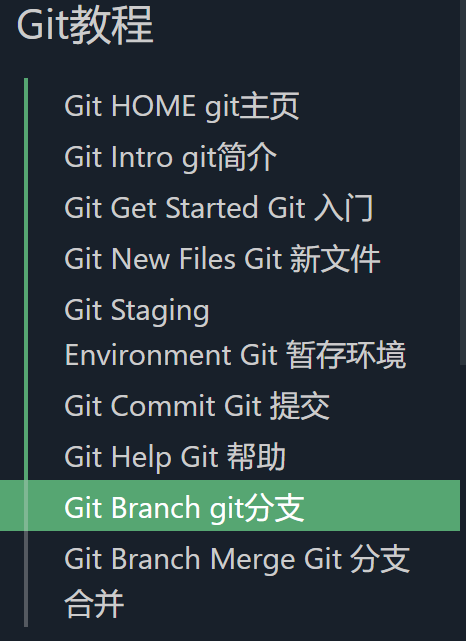 Git教程
Git HOME git主页
Git Intro git简介
Git Get Started Git 入门
Git New Files Git 新文件
Git Staging
Environment Git 暂存环境
Git Commit Git 提交
Git Help Git 帮助
Git Branch git分支
Git Branch Merge Git 分支
合并